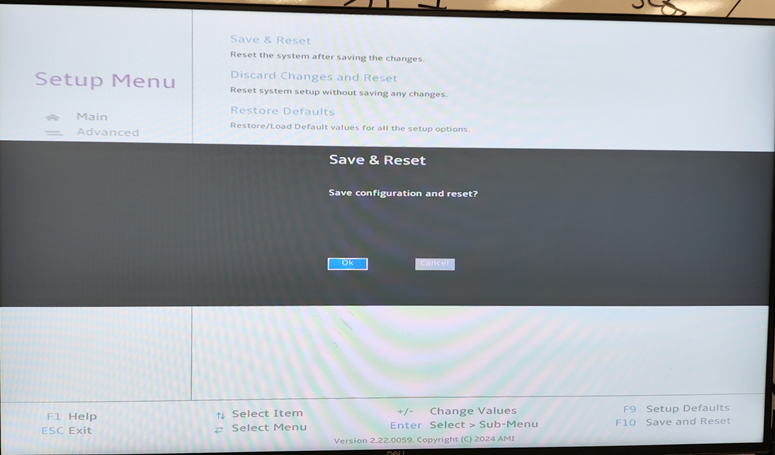 Save & Reset
Reset the system after saving the changes.
Setup Menu
Discard Changes and Reset
Reset system setup without saving any changes.
Restore Defaults
Restore/Load Default values for all the setup options.
Main
Advanced
Save & Reset
Save configuration and reset?
Ok Cancel
F1 Help
ESC Exit
Select Item
Select Menu
+/- Change Values
Enter Select > Sub-Menu
F9 Setup Defaults
F10 Save and Reset
Version 2.22.0059. Copyright (C) 2024 AMI